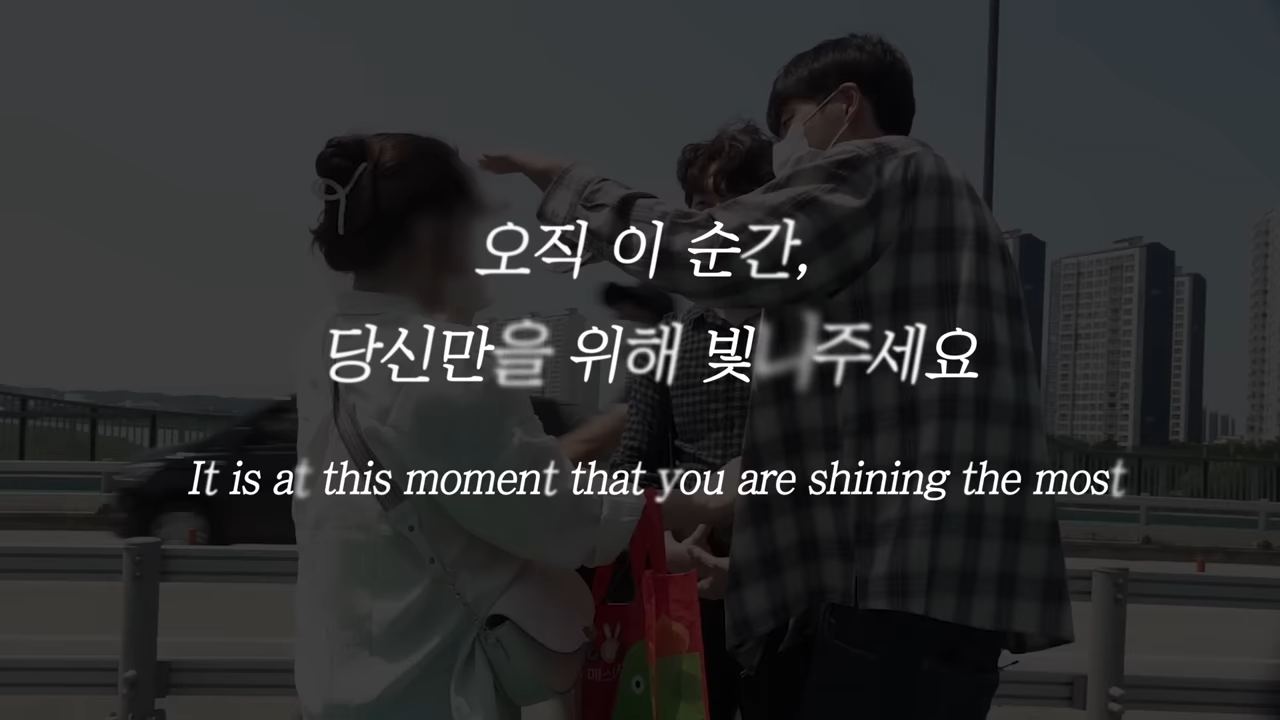 오직 이 순간,
당신만을 위해 빛나주세요
It is at this moment that you are shining the most